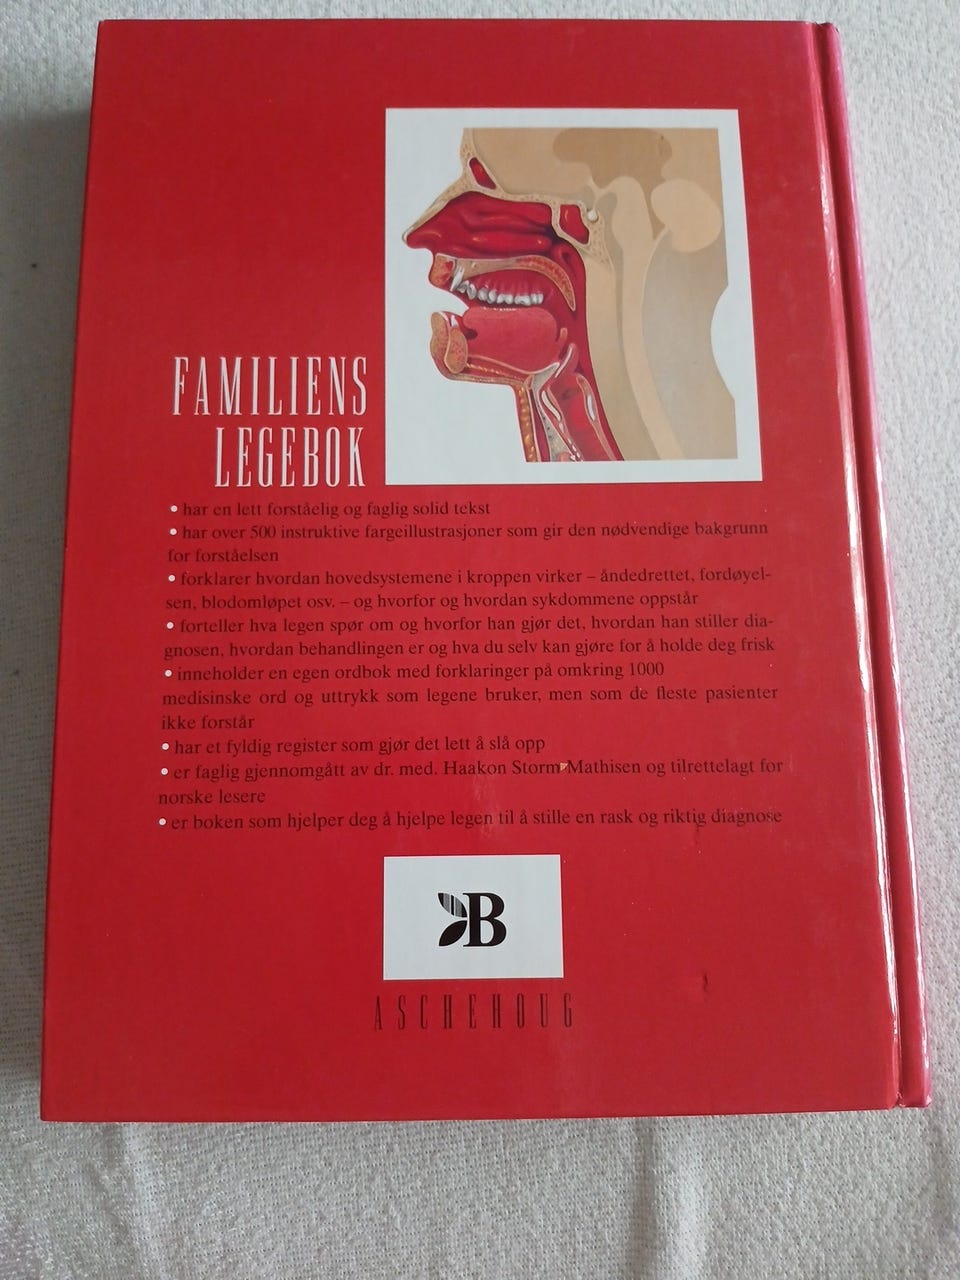 FAMILIENS
LEGEBOK
• har en lett forståelig og faglig solid tekst
• har over 500 instruktive fargeillustrasjoner som gir den nødvendige bakgrunn
for forståelsen
• forklarer hvordan hovedsystemene i kroppen virker – åndedrettet, fordøyel-
sen, blodomløpet osv. – og hvorfor og hvordan sykdommene oppstår
• forteller hva legen spør om og hvorfor han gjør det, hvordan han stiller dia-
gnosen, hvordan behandlingen er og hva du selv kan gjøre for å holde deg frisk
• inneholder en egen ordbok med forklaringer på omkring 1000
medisinske ord og uttrykk som legene bruker, men som de fleste pasienter
ikke forstår
• har et fyldig register som gjør det lett å slå opp
• er faglig gjennomgått av dr. med. Haakon Storm-Mathisen og tilrettelagt for
norske lesere
• er boken som hjelper deg å hjelpe legen til å stille en rask og riktig diagnose
B
ASCHEHOUG